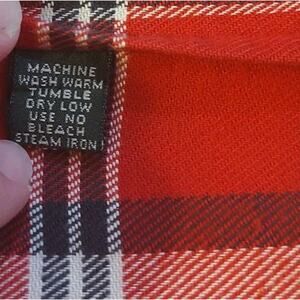 MACHINE
WASH WARM
TUMBLE
DRY LOW
USE NO
BLEACH
STEAM IRON